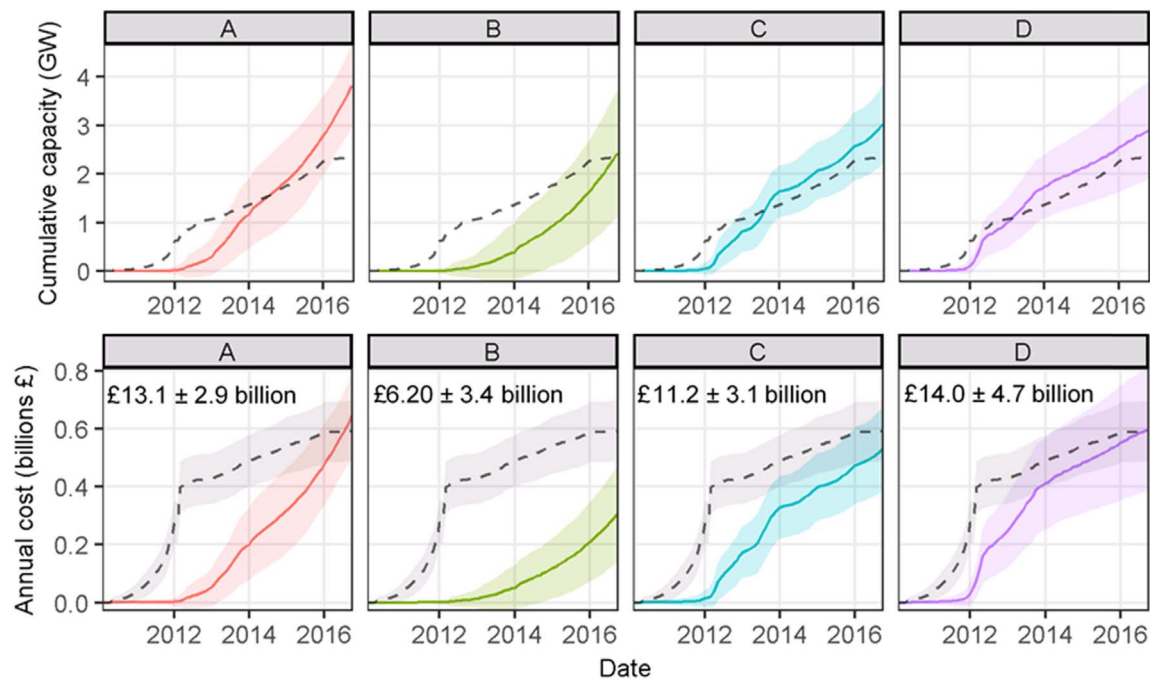 A B C D
Cumulative capacity (GW)
4
3
2
1
0
2012 2014 2016 2012 2014 2016 2012 2014 2016 2012 2014 2016
A B C D
Annual cost (billions £)
0.8
£13.1 ± 2.9 billion £6.20 ± 3.4 billion £11.2 ± 3.1 billion £14.0 ± 4.7 billion
0.6
0.4
0.2
0.0
2012 2014 2016 2012 2014 2016 2012 2014 2016 2012 2014 2016
Date